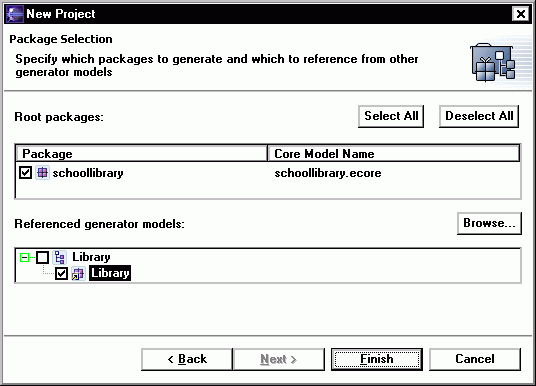 New Project
Package Selection
Specify which packages to generate and which to reference from other
generator models
Root packages:
Select All
Deselect All
Package
Core Model Name
schoollibrary
schoollibrary.ecore
Referenced generator models:
Browse...
Library
Library
< Back
Next >
Finish
Cancel